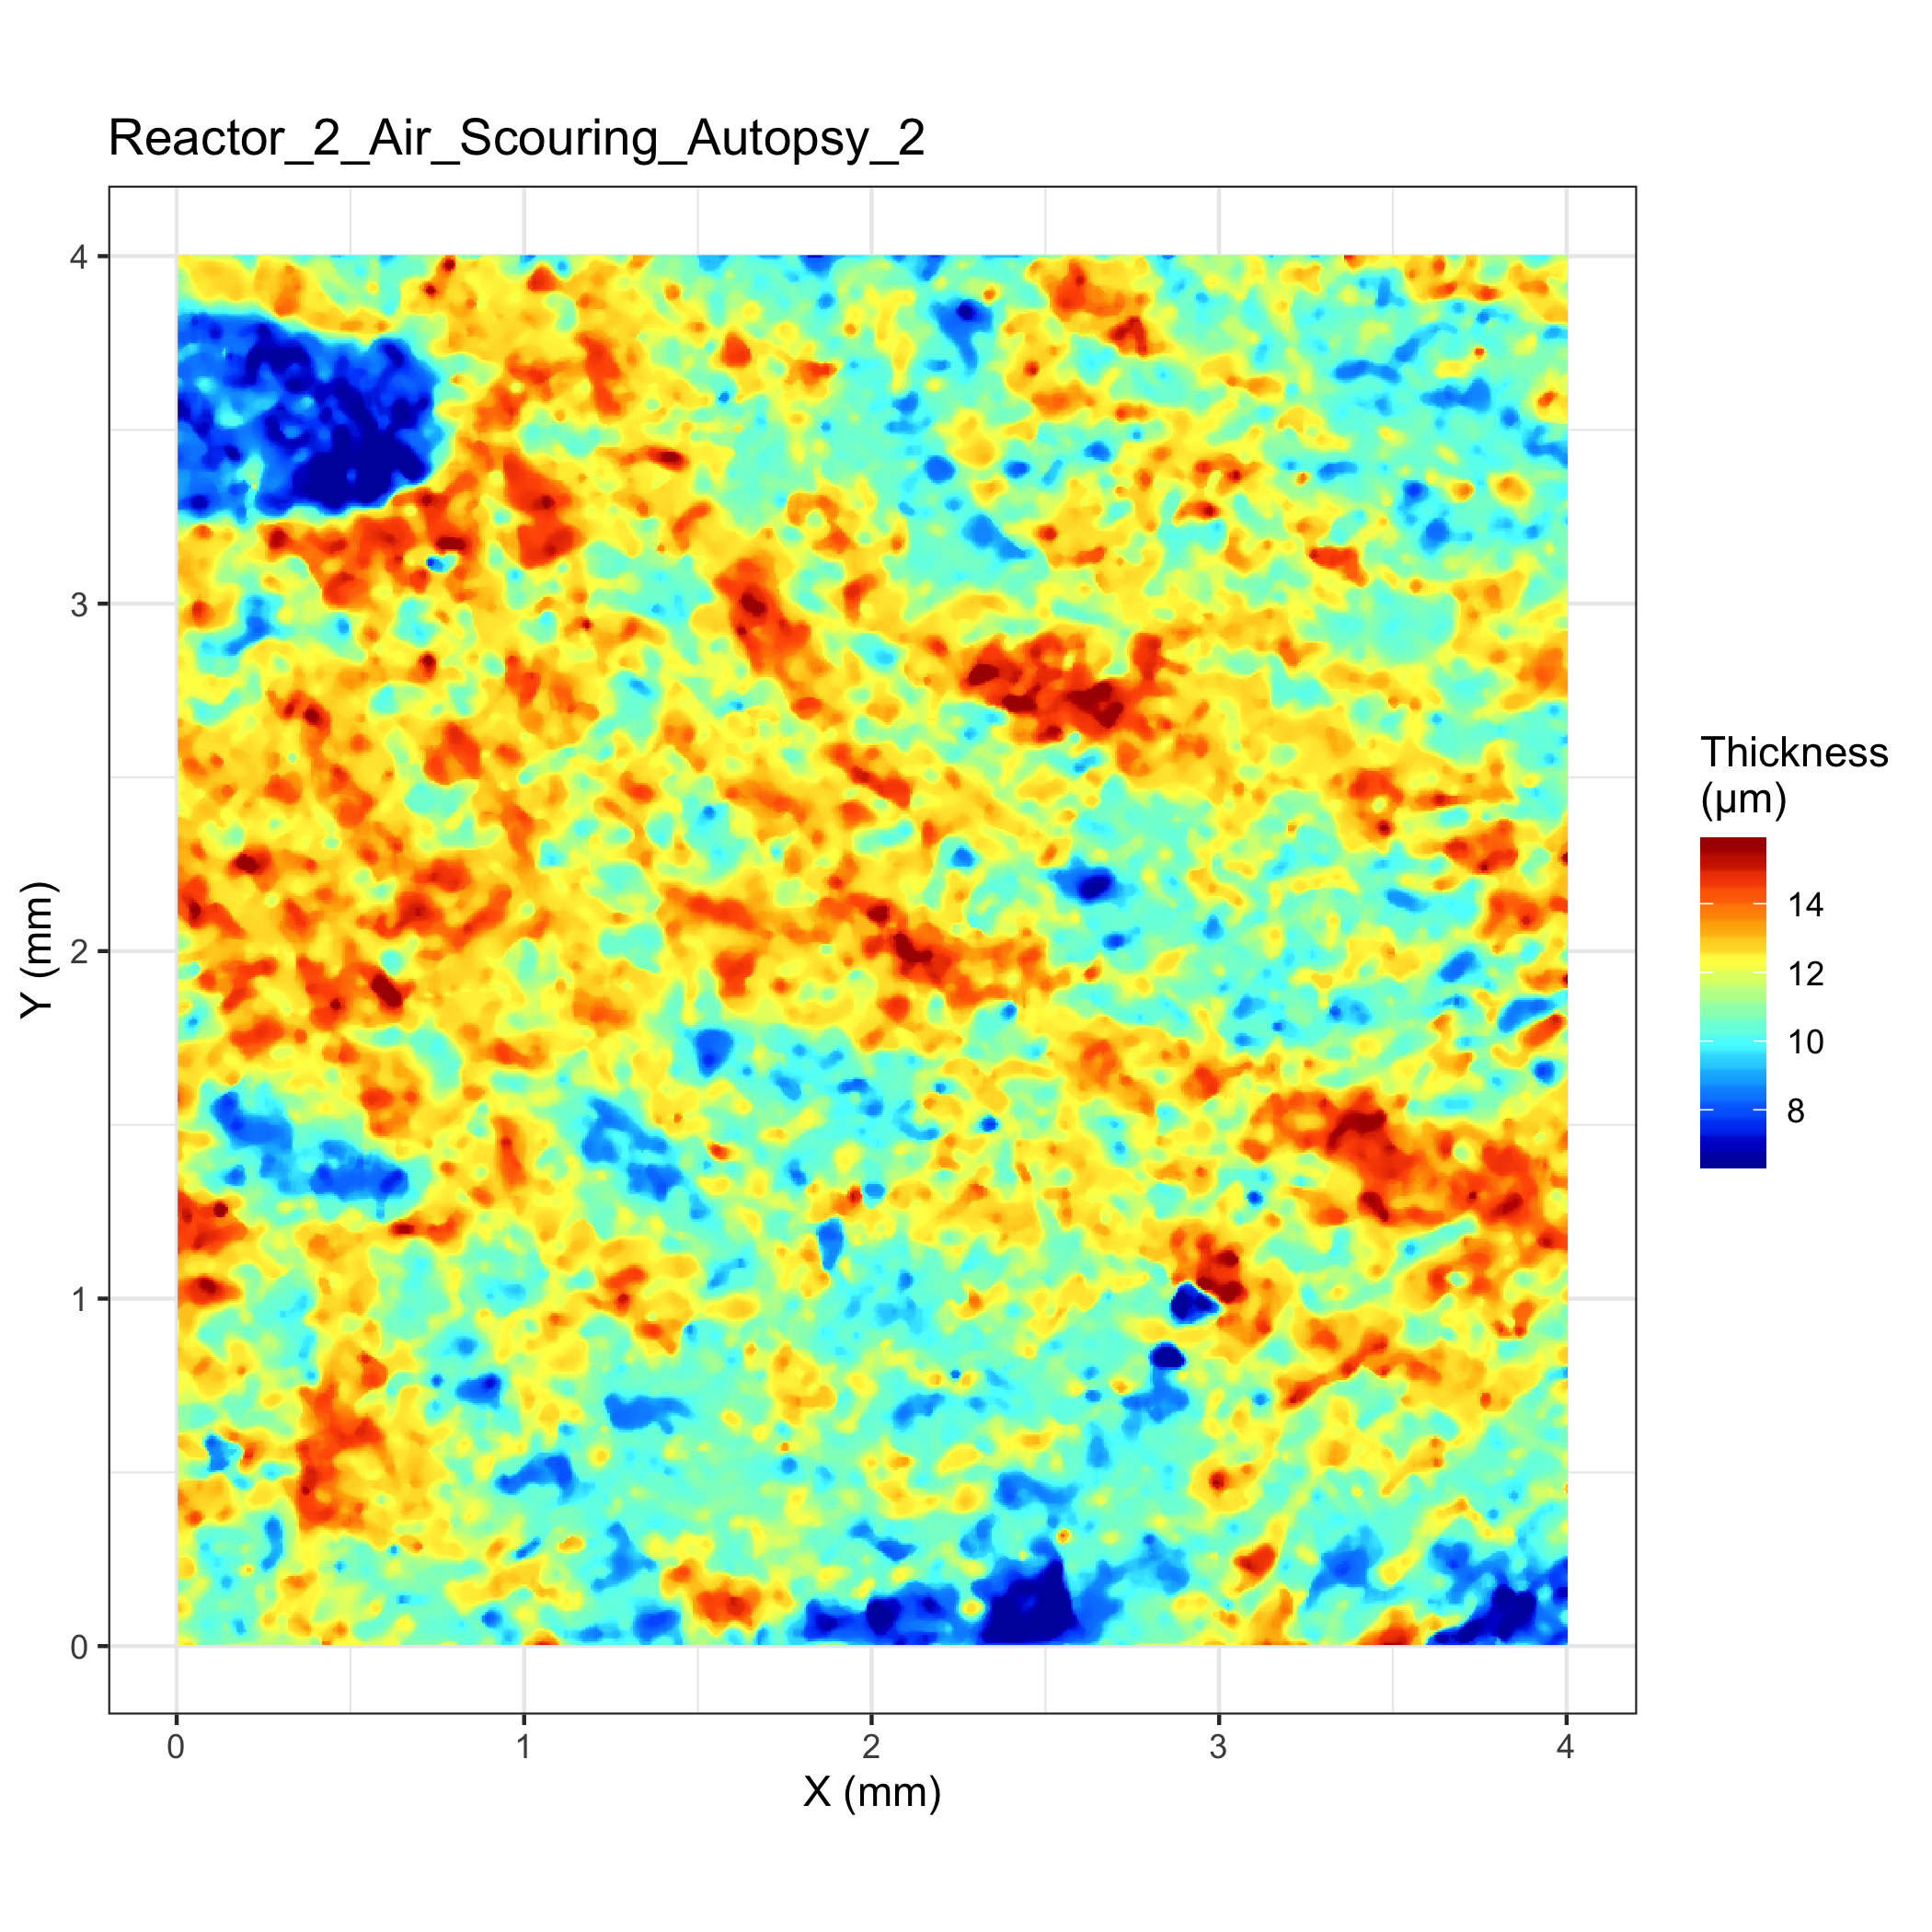 Reactor_2_Air_Scouring_Autopsy_2
4
3
2
1
0
Y (mm)
0 1 2 3 4
X (mm)
Thickness
(µm)
14
12
10
8